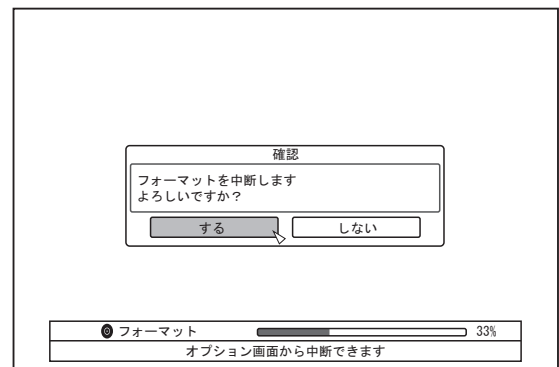 確認
フォーマットを中断します
よろしいですか？
する
しない
フォーマット 33%
オプション画面から中断できます